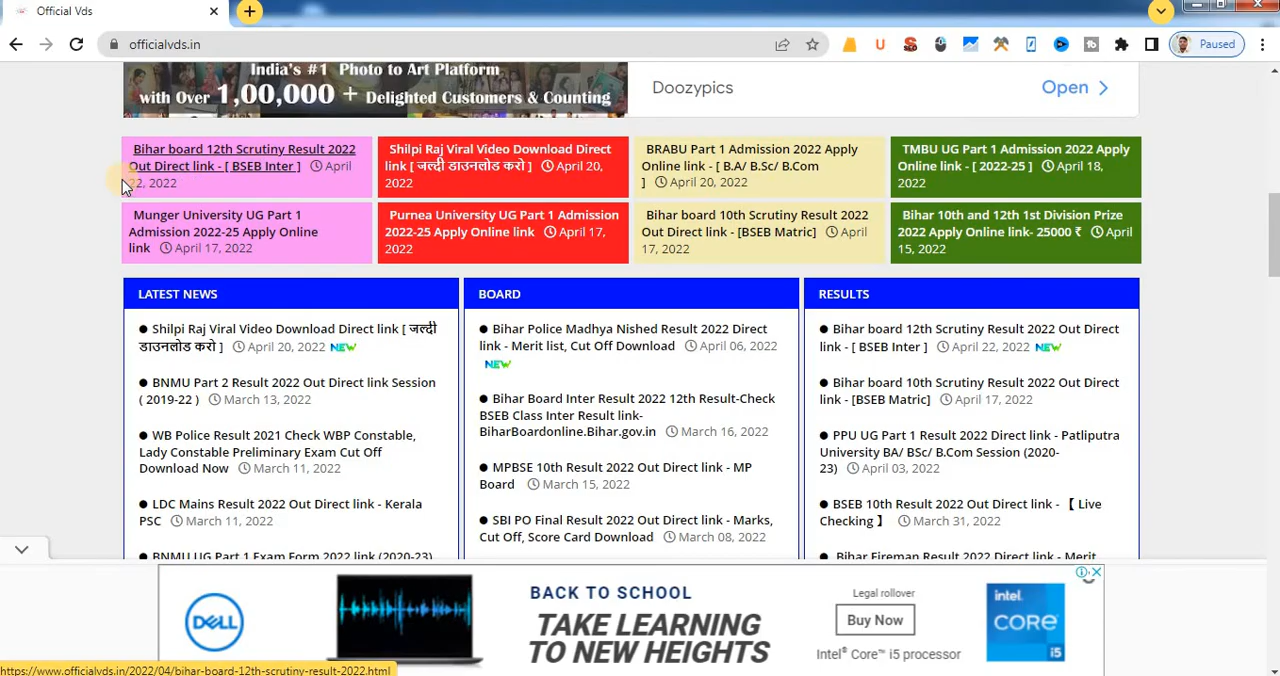 Official Vds
officialvds.in
Paused
India's #1 Photo to Art Platform
with Over 1,00,000 + Delighted Customers & Counting
Doozypics
Open
Bihar board 12th Scrutiny Result 2022
Out Direct link - [ BSEB Inter ] April
22, 2022
Shilpi Raj Viral Video Download Direct
link [ जल्दी डाउनलोड करो ] April 20,
2022
BRABU Part 1 Admission 2022 Apply
Online link - [ B.A/ B.Sc/ B.Com
] April 20, 2022
TMBU UG Part 1 Admission 2022 Apply
Online link - [ 2022-25 ] April 18,
2022
Munger University UG Part 1
Admission 2022-25 Apply Online
link April 17, 2022
Purnea University UG Part 1 Admission
2022-25 Apply Online link April 17,
2022
Bihar board 10th Scrutiny Result 2022
Out Direct link - [BSEB Matric] April
17, 2022
Bihar 10th and 12th 1st Division Prize
2022 Apply Online link- 25000 ₹ April
15, 2022
LATEST NEWS
● Shilpi Raj Viral Video Download Direct link [ जल्दी
डाउनलोड करो ] April 20, 2022 NEW
● BNMU Part 2 Result 2022 Out Direct link Session
( 2019-22 ) March 13, 2022
● WB Police Result 2021 Check WBP Constable,
Lady Constable Preliminary Exam Cut Off
Download Now March 11, 2022
● LDC Mains Result 2022 Out Direct link - Kerala
PSC March 11, 2022
● BNMU UG Part 1 Exam Form 2022 link (2020-23)
BOARD
● Bihar Police Madhya Nished Result 2022 Direct
link - Merit list, Cut Off Download April 06, 2022
NEW
● Bihar Board Inter Result 2022 12th Result-Check
BSEB Class Inter Result link-
BiharBoardonline.Bihar.gov.in March 16, 2022
● MPBSE 10th Result 2022 Out Direct link - MP
Board March 15, 2022
● SBI PO Final Result 2022 Out Direct link - Marks,
Cut Off, Score Card Download March 08, 2022
RESULTS
● Bihar board 12th Scrutiny Result 2022 Out Direct
link - [ BSEB Inter ] April 22, 2022 NEW
● Bihar board 10th Scrutiny Result 2022 Out Direct
link - [BSEB Matric] April 17, 2022
● PPU UG Part 1 Result 2022 Direct link - Patliputra
University BA/ BSc/ B.Com Session (2020-
23) April 03, 2022
● BSEB 10th Result 2022 Out Direct link - 【 Live
Checking 】 March 31, 2022
● Bihar Fireman Result 2022 Out Direct link - Merit
DELL
BACK TO SCHOOL
TAKE LEARNING
TO NEW HEIGHTS
Legal rollover
Buy Now
Intel® Core™ i5 processor
intel.
CORE
i5
https://www.officialvds.in/2022/04/bihar-board-12th-scrutiny-result-2022.html